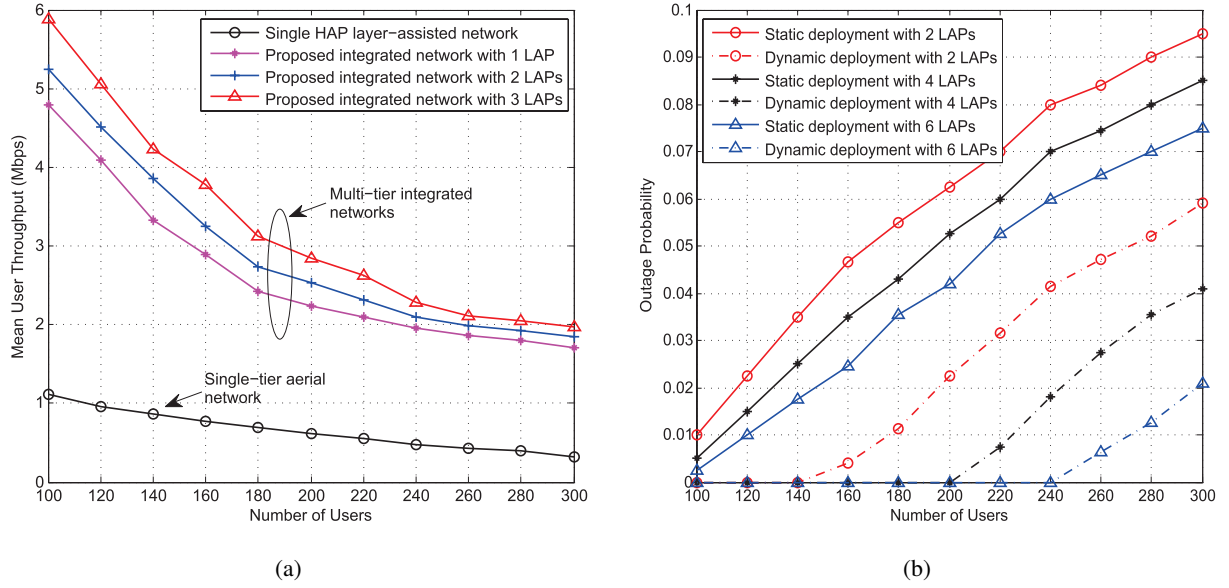 6
5
4
3
2
1
0
Mean User Throughput (Mbps)
Single HAP layer−assisted network
Proposed integrated network with 1 LAP
Proposed integrated network with 2 LAPs
Proposed integrated network with 3 LAPs
Multi−tier integrated
networks
Single−tier aerial
network
100 120 140 160 180 200 220 240 260 280 300
Number of Users
(a)
0.1
0.09
0.08
0.07
0.06
0.05
0.04
0.03
0.02
0.01
0
Outage Probability
Static deployment with 2 LAPs
Dynamic deployment with 2 LAPs
Static deployment with 4 LAPs
Dynamic deployment with 4 LAPs
Static deployment with 6 LAPs
Dynamic deployment with 6 LAPs
100 120 140 160 180 200 220 240 260 280 300
Number of Users
(b)